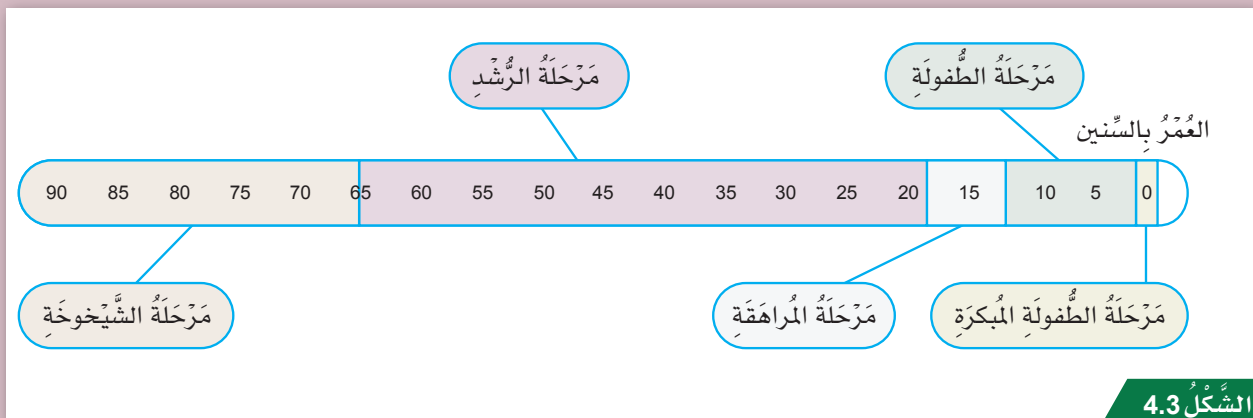 مَرْحَلَةُ الطُّفولَةِ
مَرْحَلَةُ الرُّشْدِ
العُمْرُ بِالسِّنين
0 5 10 15 20 25 30 35 40 45 50 55 60 65 70 75 80 85 90
مَرْحَلَةُ الطُّفولَةِ المُبكرَةِ
مَرْحَلَةُ المُراهَقَةِ
مَرْحَلَةُ الشَّيْخوخَةِ
الشَّكْلُ 4.3